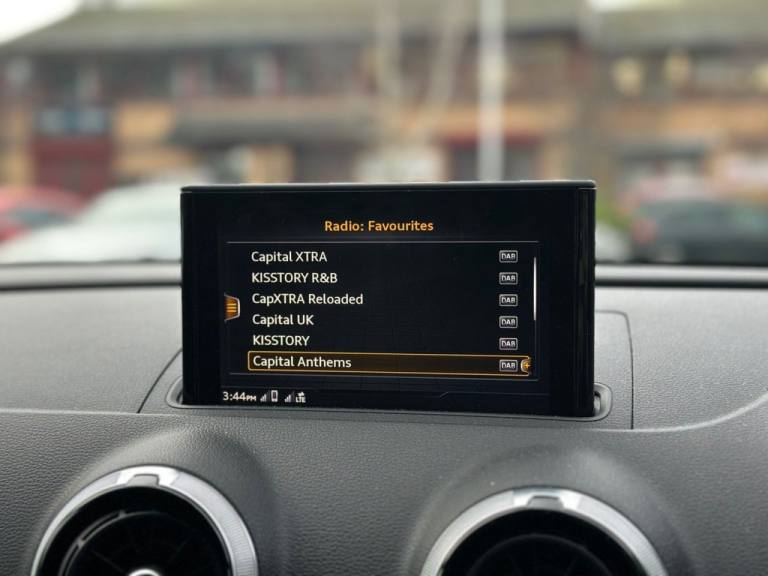 Radio: Favourites
Capital XTRA DAB
KISSTORY R&B DAB
CapXTRA Reloaded DAB
Capital UK DAB
KISSTORY DAB
Capital Anthems DAB
3:44PM LTE